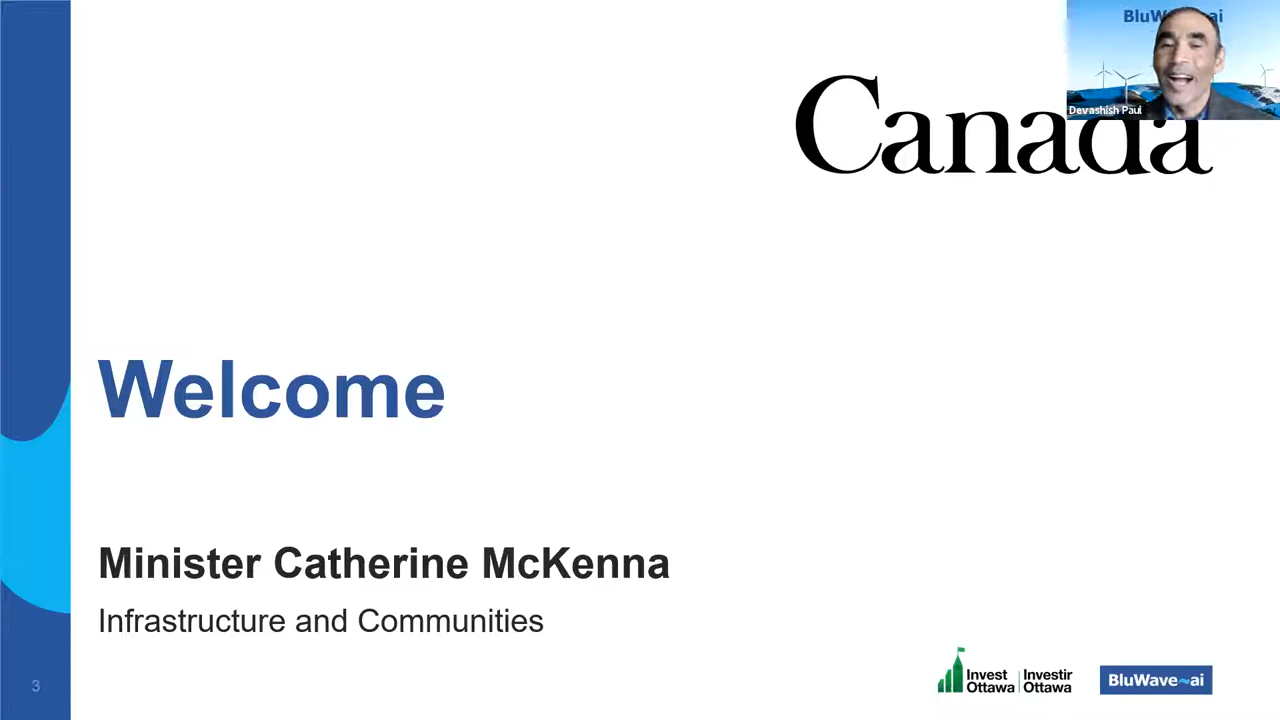 Canada
Devashish Paul
Welcome
Minister Catherine McKenna
Infrastructure and Communities
3
Invest
Ottawa
Investir
Ottawa
BluWave~ai